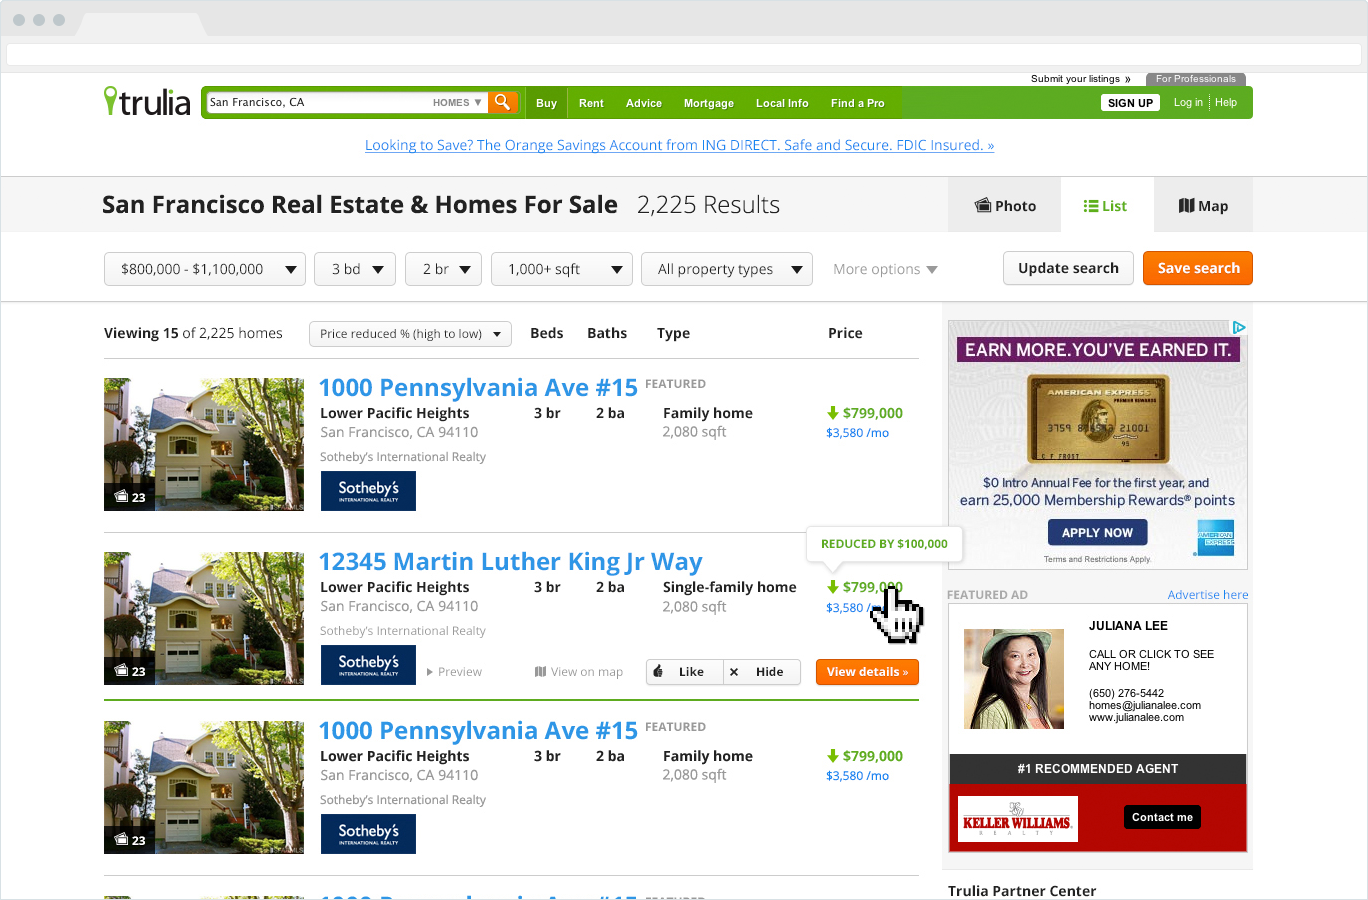 Submit your listings »
For Professionals
trulia
San Francisco, CA
HOMES ▼
Buy
Rent
Advice
Mortgage
Local Info
Find a Pro
SIGN UP
Log in
Help
Looking to Save? The Orange Savings Account from ING DIRECT. Safe and Secure. FDIC Insured. »
San Francisco Real Estate & Homes For Sale 2,225 Results
Photo
List
Map
$800,000 - $1,100,000
3 bd
2 br
1,000+ sqft
All property types
More options
Update search
Save search
Viewing 15 of 2,225 homes
Price reduced % (high to low)
Beds
Baths
Type
Price
1000 Pennsylvania Ave #15 FEATURED
Lower Pacific Heights 3 br 2 ba Family home $799,000
San Francisco, CA 94110 2,080 sqft $3,580 /mo
Sotheby's International Realty
23
Sotheby's
INTERNATIONAL REALTY
REDUCED BY $100,000
12345 Martin Luther King Jr Way
Lower Pacific Heights 3 br 2 ba Single-family home $799,000
San Francisco, CA 94110 2,080 sqft $3,580
Sotheby's International Realty
23
Sotheby's
INTERNATIONAL REALTY
Preview
View on map
Like
Hide
View details »
1000 Pennsylvania Ave #15 FEATURED
Lower Pacific Heights 3 br 2 ba Family home $799,000
San Francisco, CA 94110 2,080 sqft $3,580 /mo
Sotheby's International Realty
23
Sotheby's
INTERNATIONAL REALTY
1000 Pennsylvania Ave #15 FEATURED
EARN MORE.YOU'VE EARNED IT.
AMERICAN EXPRESS
PREMIER REWARDS
3759 21001
95
C F FROST
$0 Intro Annual Fee for the first year, and
earn 25,000 Membership Rewards® points
APPLY NOW
AMERICAN
EXPRESS
Terms and Restrictions Apply.
FEATURED AD
Advertise here
JULIANA LEE
CALL OR CLICK TO SEE
ANY HOME!
(650) 276-5442
homes@julianalee.com
www.julianalee.com
#1 RECOMMENDED AGENT
KELLER WILLIAMS
REALTY
Contact me
Trulia Partner Center